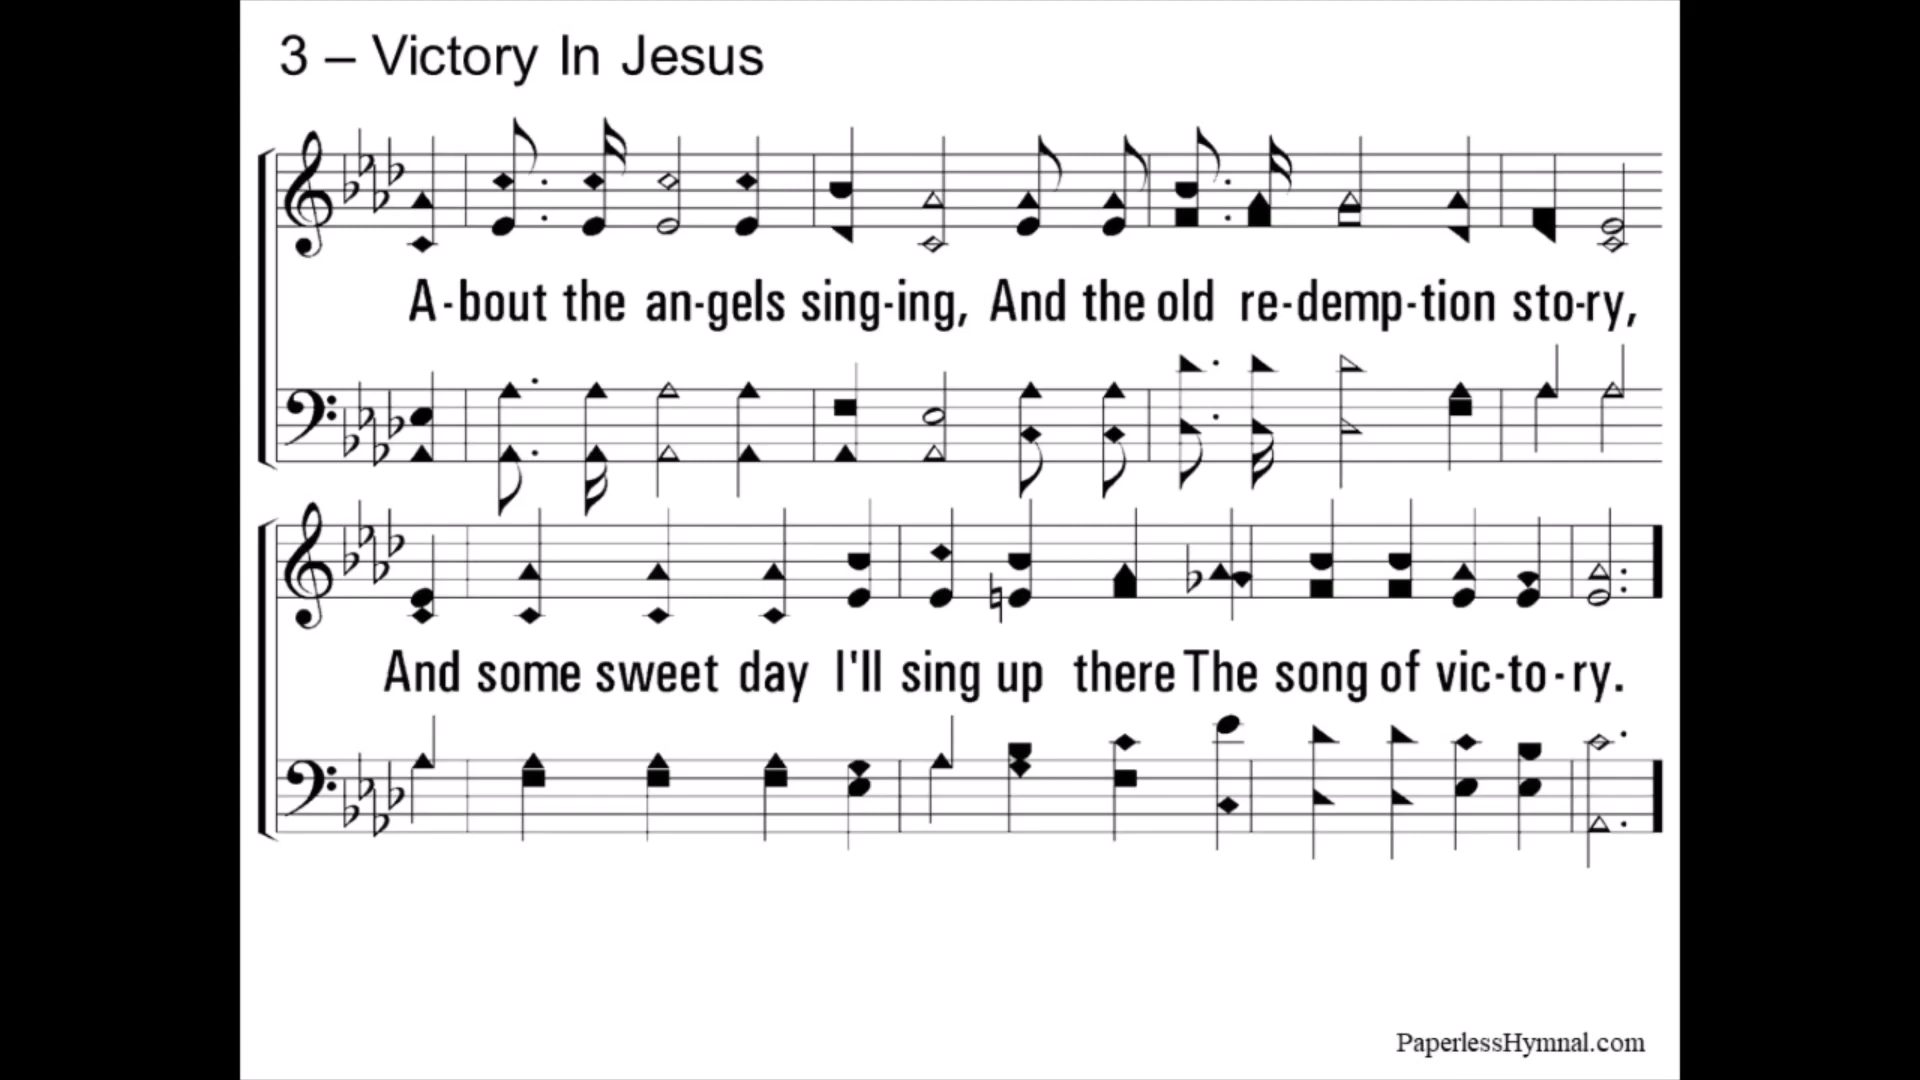 3 – Victory In Jesus
A-bout the an-gels sing-ing, And the old re-demp-tion sto-ry,
And some sweet day I'll sing up there The song of vic-to-ry.
PaperlessHymnal.com